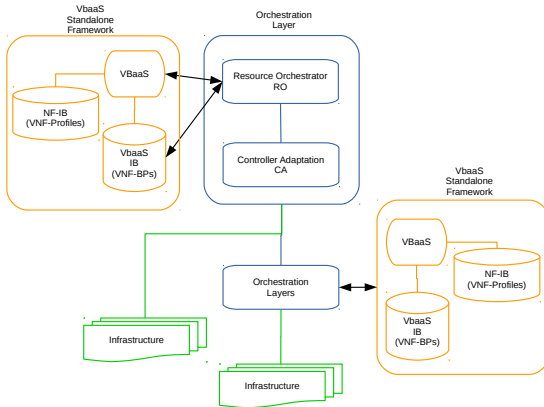 VbaaS
Standalone
Framework
Orchestration
Layer
VBaaS
Resource Orchestrator
RO
NF-IB
(VNF-Profiles)
VbaaS
IB
(VNF-BPs)
Controller Adaptation
CA
VbaaS
Standalone
Framework
VBaaS
NF-IB
(VNF-Profiles)
Orchestration
Layers
VbaaS
IB
(VNF-BPs)
Infrastructure
Infrastructure